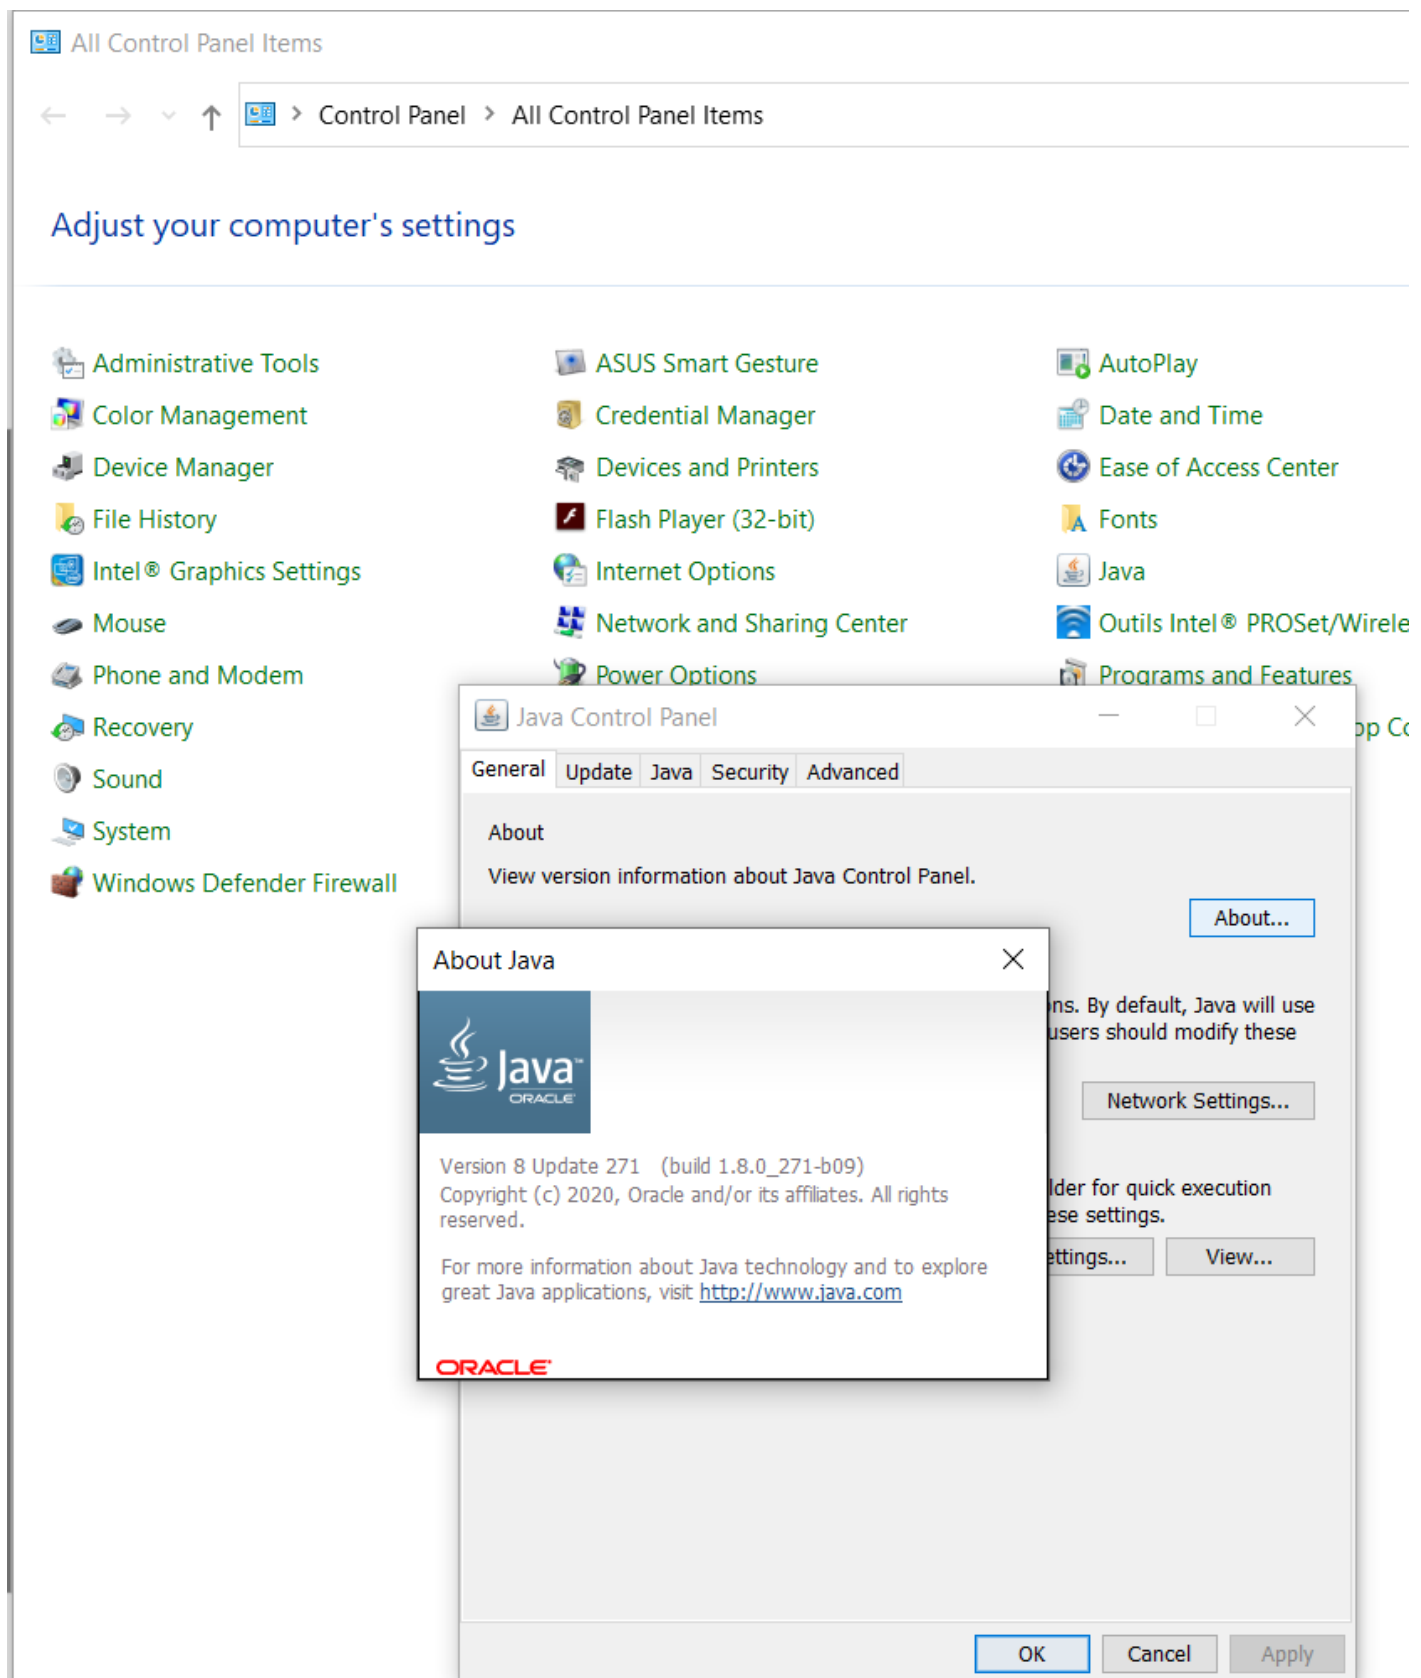 All Control Panel Items
Control Panel > All Control Panel Items
Adjust your computer's settings
Administrative Tools
ASUS Smart Gesture
AutoPlay
Color Management
Credential Manager
Date and Time
Device Manager
Devices and Printers
Ease of Access Center
File History
Flash Player (32-bit)
Fonts
Intel® Graphics Settings
Internet Options
Java
Mouse
Network and Sharing Center
Outils Intel® PROSet/Wirele
Phone and Modem
Power Options
Programs and Features
Recovery
Sound
System
Windows Defender Firewall
Java Control Panel
General Update Java Security Advanced
About
View version information about Java Control Panel.
About...
About Java
Java™
ORACLE
Version 8 Update 271 (build 1.8.0_271-b09)
Copyright (c) 2020, Oracle and/or its affiliates. All rights
reserved.
For more information about Java technology and to explore
great Java applications, visit http://www.java.com
ORACLE
ns. By default, Java will use
users should modify these
Network Settings...
lder for quick execution
ese settings.
ettings...
View...
OK
Cancel
Apply